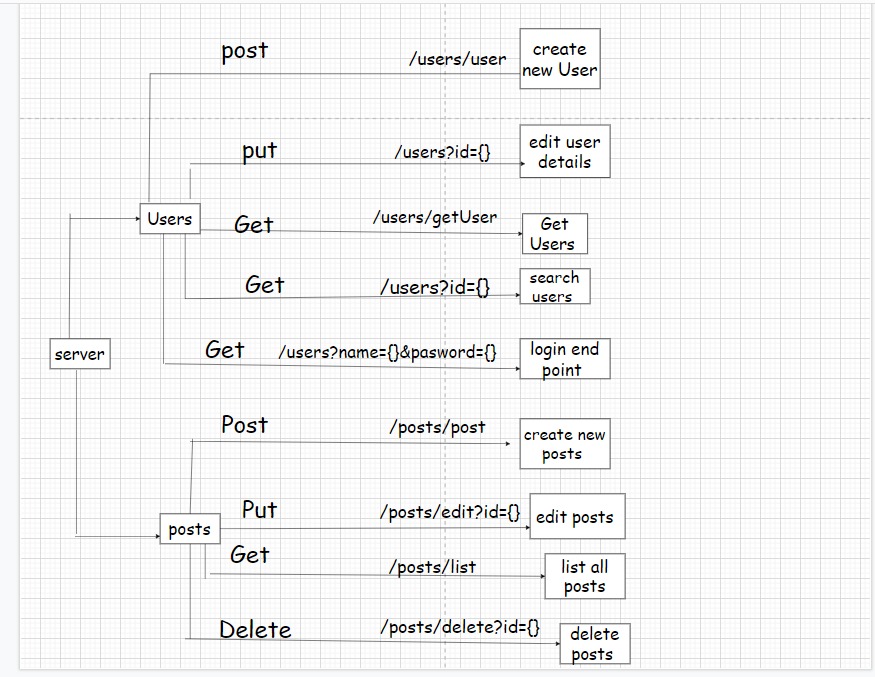 post
/users/user
create
new User
put
/users?id={}
edit user
details
Users
Get
/users/getUser
Get
Users
Get
/users?id={}
search
users
server
Get
/users?name={}&pasword={}
login end
point
Post
/posts/post
create new
posts
Put
/posts/edit?id={}
edit posts
posts
Get
/posts/list
list all
posts
Delete
/posts/delete?id={}
delete
posts